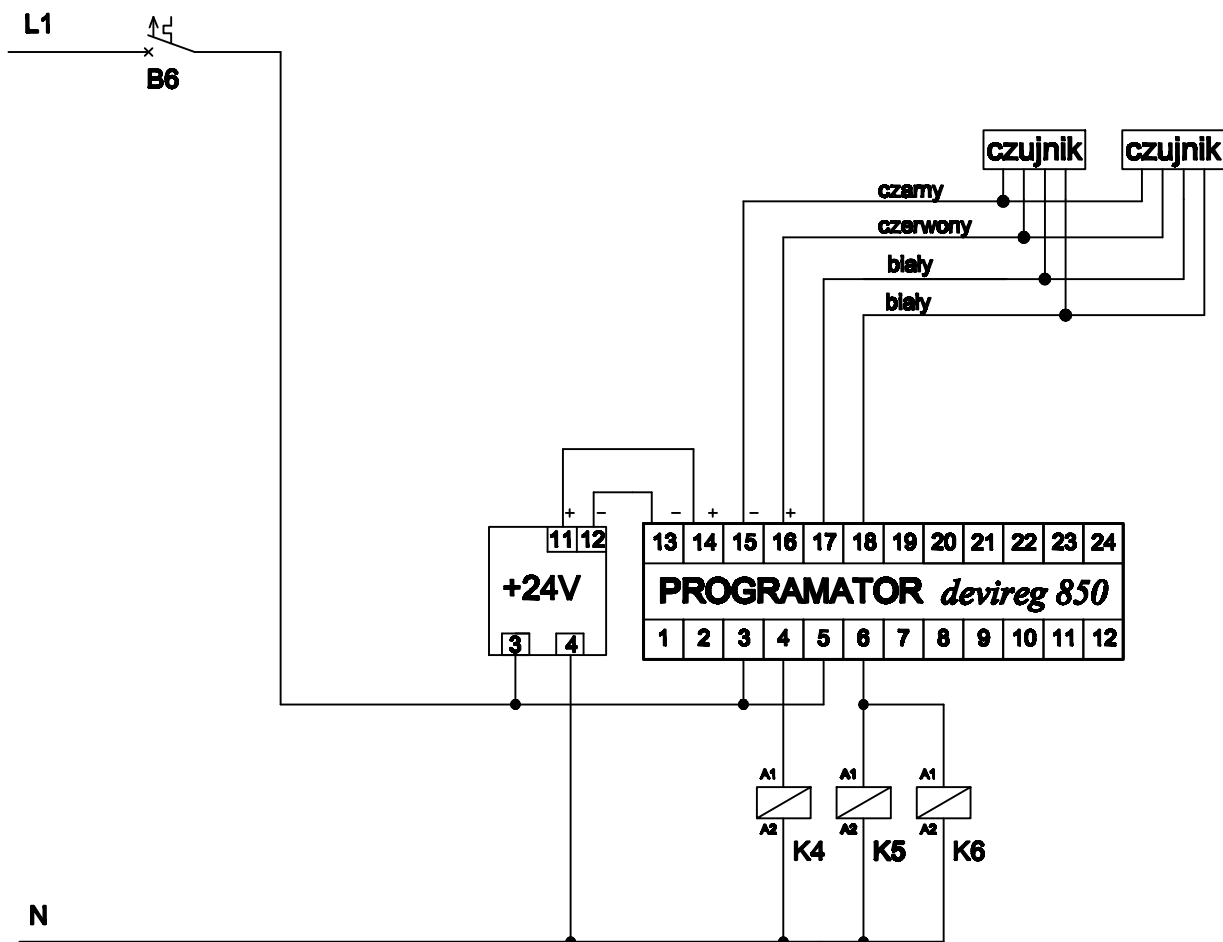 L1
B6
czujnik czujnik
czarny
czerwony
biały
biały
+ − − + − +
11 12 13 14 15 16 17 18 19 20 21 22 23 24
+24V PROGRAMATOR devireg 850
3 4 1 2 3 4 5 6 7 8 9 10 11 12
A1 A1 A1
A2 A2 A2
K4 K5 K6
N